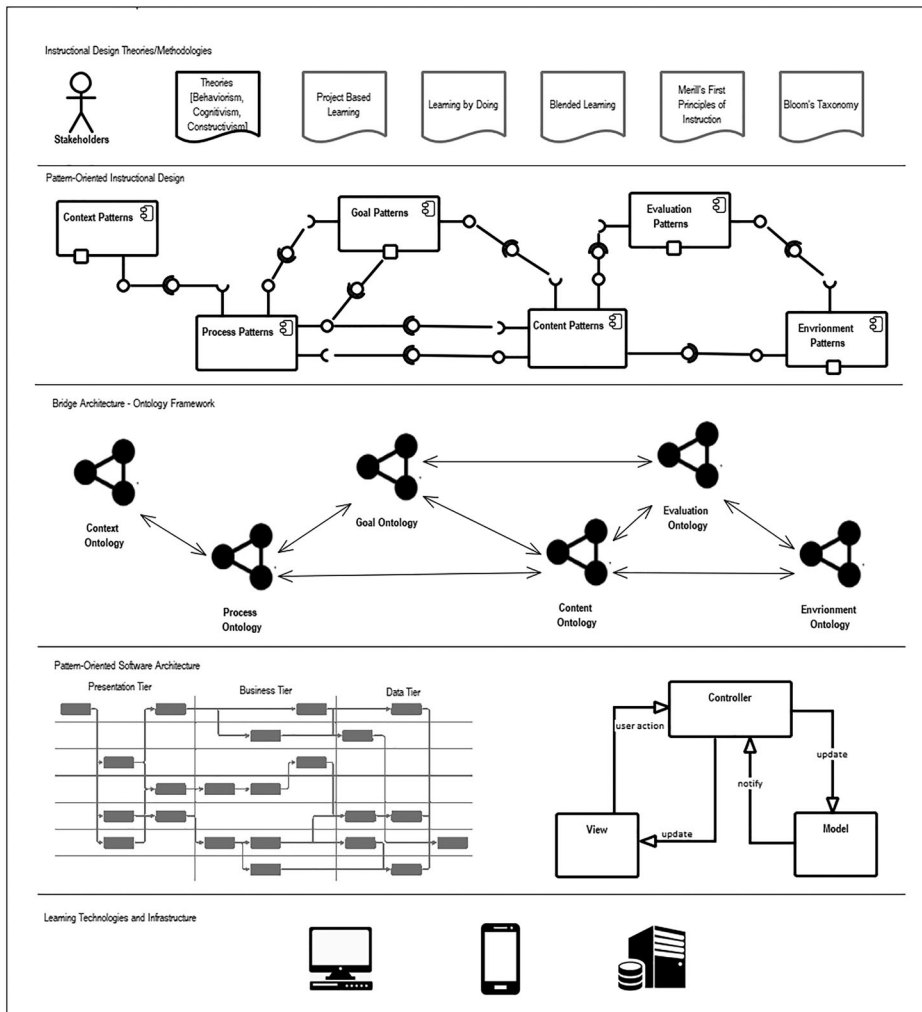 Instructional Design Theories/Methodologies
Stakeholders
Theories
[Behaviorism,
Cognitivism,
Constructivism]
Project Based
Learning
Learning by Doing
Blended Learning
Merill's First
Principles of
Instruction
Bloom's Taxonomy
Pattern-Oriented Instructional Design
Context Patterns
Goal Patterns
Evaluation
Patterns
Process Patterns
Content Patterns
Envrionment
Patterns
Bridge Architecture - Ontology Framework
Context
Ontology
Goal Ontology
Evaluation
Ontology
Process
Ontology
Content
Ontology
Envrionment
Ontology
Pattern-Oriented Software Architecture
Presentation Tier
Business Tier
Data Tier
Controller
user action
update
notify
View
update
Model
Learning Technologies and Infrastructure